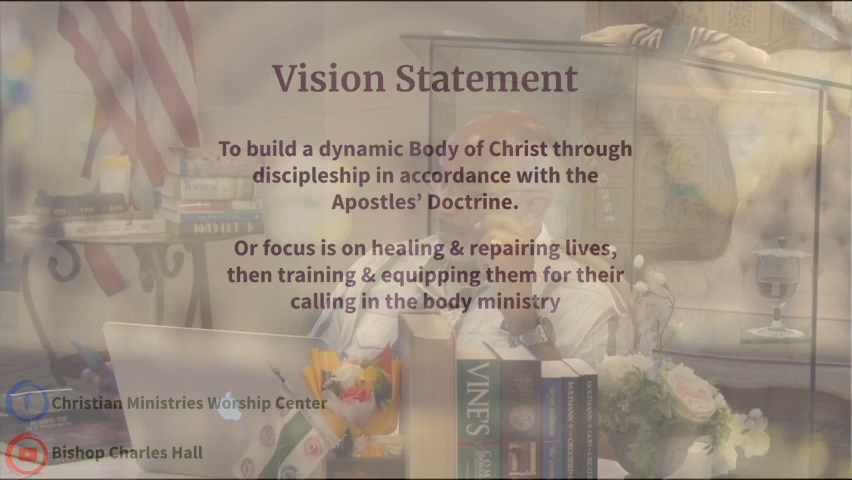 Vision Statement
To build a dynamic Body of Christ through
discipleship in accordance with the
Apostles’ Doctrine.
Or focus is on healing & repairing lives,
then training & equipping them for their
calling in the body ministry
VINE'S
Christian Ministries Worship Center
Bishop Charles Hall